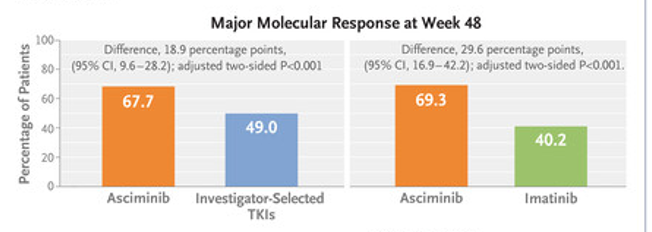 Major Molecular Response at Week 48
Percentage of Patients
100
80
60
40
20
0
Difference, 18.9 percentage points,
(95% CI, 9.6–28.2); adjusted two-sided P<0.001
67.7
49.0
Asciminib
Investigator-Selected
TKIs
Difference, 29.6 percentage points,
(95% CI, 16.9–42.2); adjusted two-sided P<0.001.
69.3
40.2
Asciminib
Imatinib